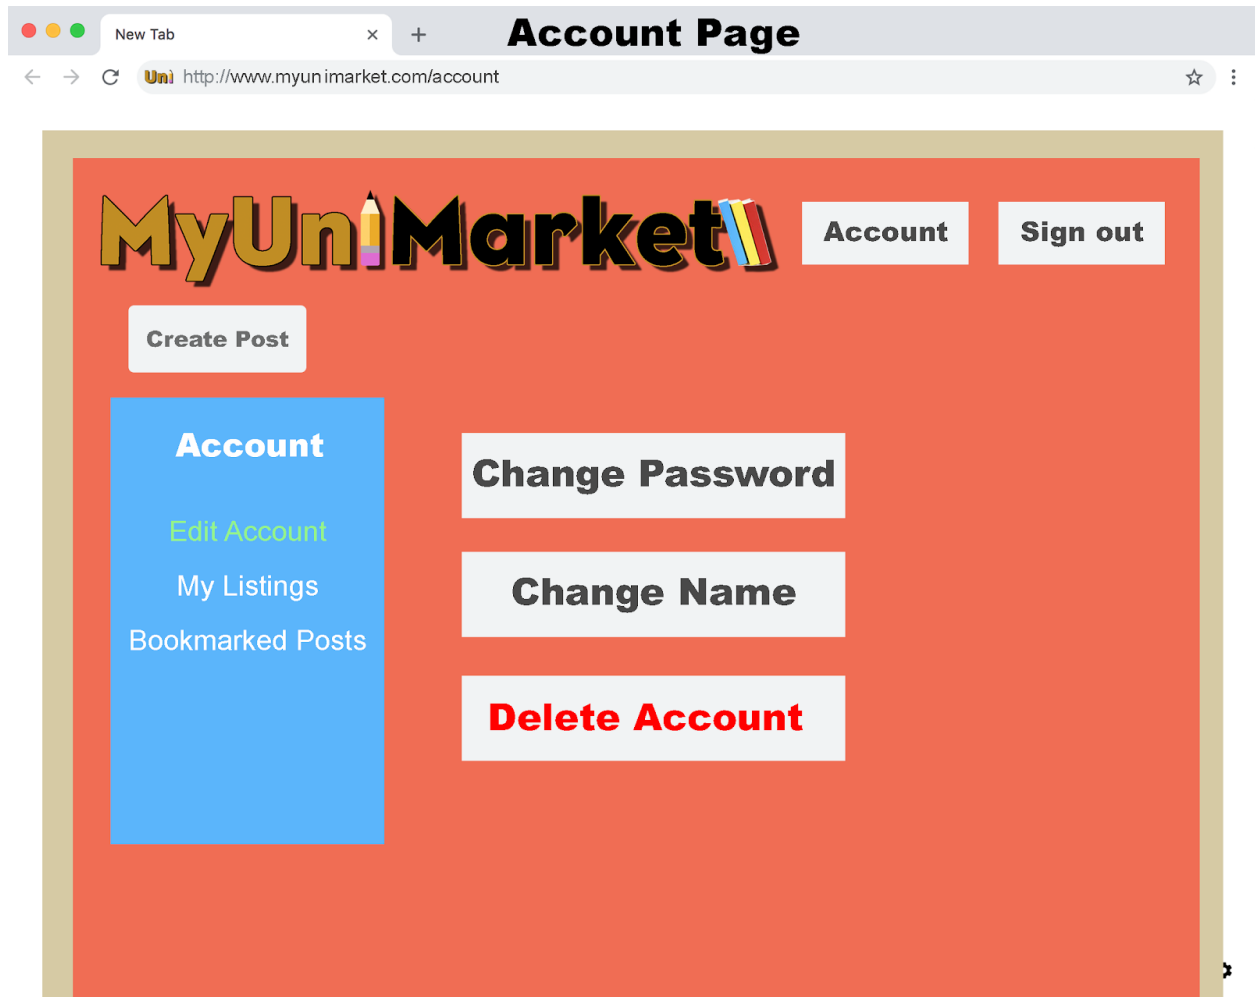 New Tab
Account Page
Uni http://www.myunimarket.com/account
MyUniMarket
Account
Sign out
Create Post
Account
Edit Account
My Listings
Bookmarked Posts
Change Password
Change Name
Delete Account